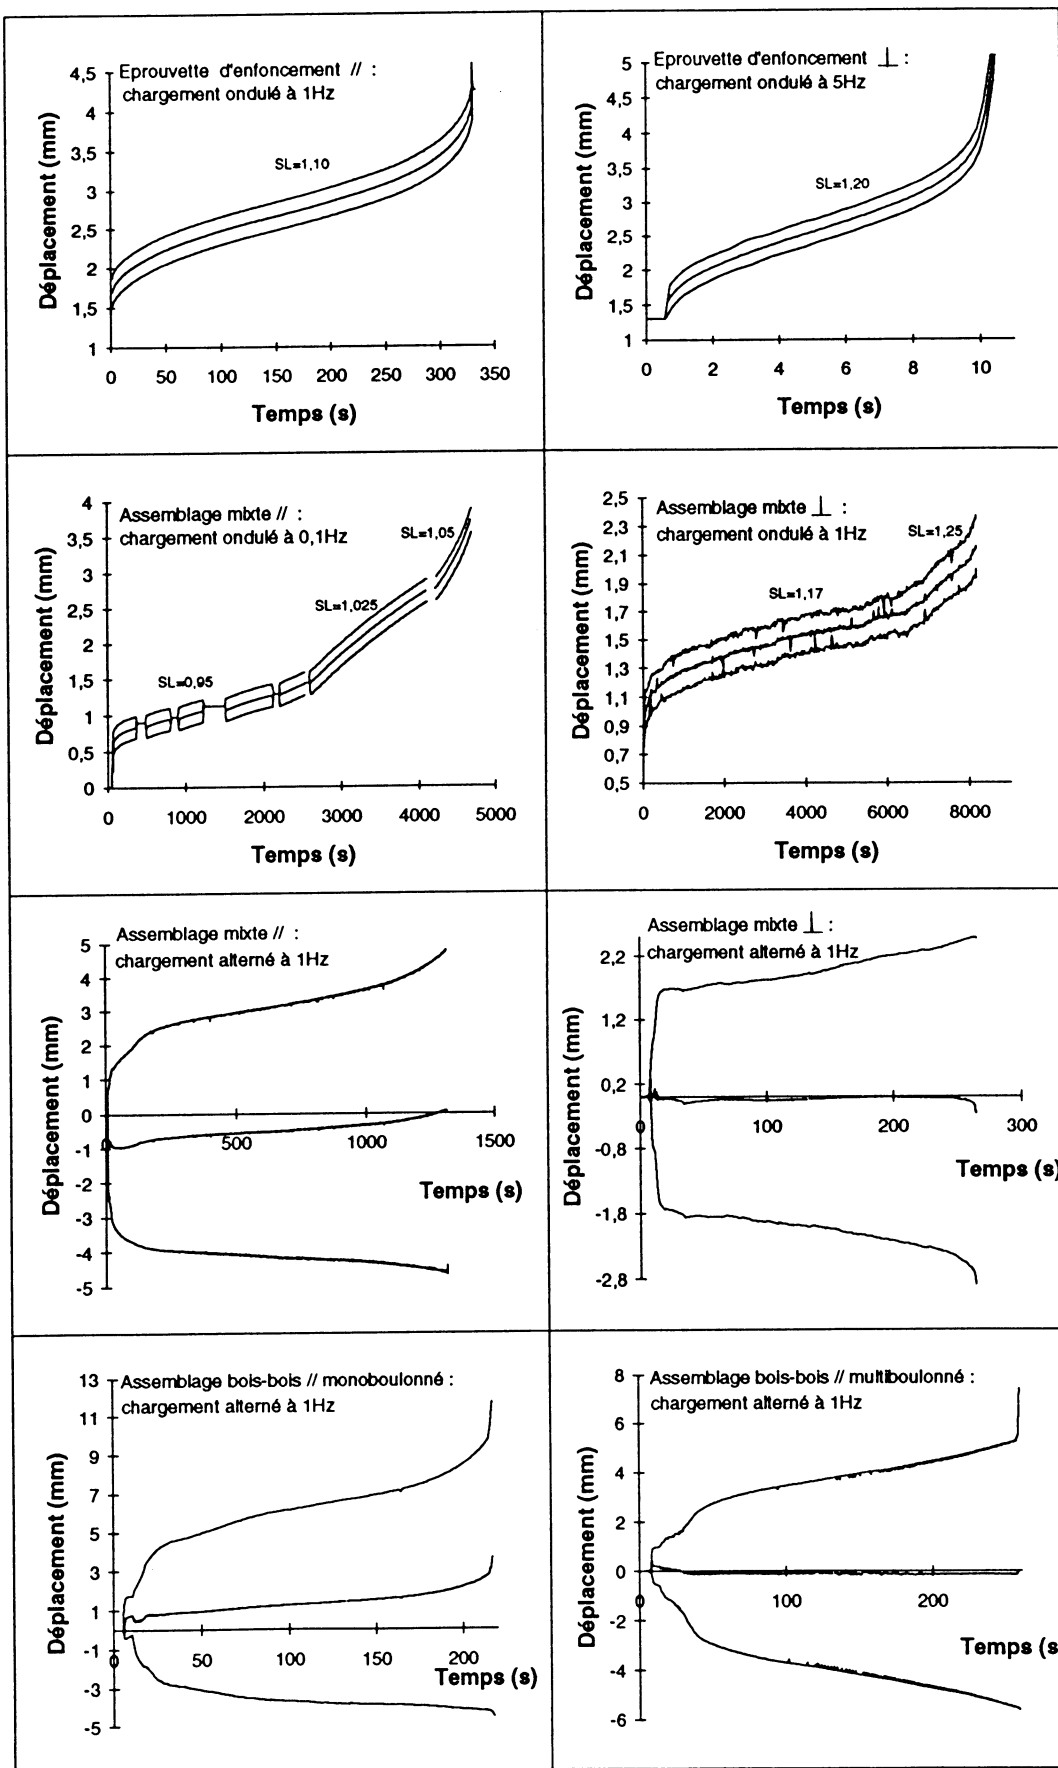 Eprouvette d'enfoncement // :
chargement ondulé à 1Hz
Déplacement (mm)
4,5
4
3,5
3
2,5
2
1,5
1
SL=1,10
0 50 100 150 200 250 300 350
Temps (s)
Eprouvette d'enfoncement ⊥ :
chargement ondulé à 5Hz
Déplacement (mm)
5
4,5
4
3,5
3
2,5
2
1,5
1
SL=1,20
0 2 4 6 8 10
Temps (s)
Assemblage mixte // :
chargement ondulé à 0,1Hz
Déplacement (mm)
4
3,5
3
2,5
2
1,5
1
0,5
0
SL=1,05
SL=1,025
SL=0,95
0 1000 2000 3000 4000 5000
Temps (s)
Assemblage mixte ⊥ :
chargement ondulé à 1Hz
Déplacement (mm)
2,5
2,3
2,1
1,9
1,7
1,5
1,3
1,1
0,9
0,7
0,5
SL=1,25
SL=1,17
0 2000 4000 6000 8000
Temps (s)
Assemblage mixte // :
chargement alterné à 1Hz
Déplacement (mm)
5
4
3
2
1
0
-1
-2
-3
-4
-5
0 500 1000 1500
Temps (s)
Assemblage mixte ⊥ :
chargement alterné à 1Hz
Déplacement (mm)
2,2
1,2
0,2
-0,8
-1,8
-2,8
0 100 200 300
Temps (s)
Assemblage bois-bois // monoboulonné :
chargement alterné à 1Hz
Déplacement (mm)
13
11
9
7
5
3
1
-1
-3
-5
0 50 100 150 200
Temps (s)
Assemblage bois-bois // multiboulonné :
chargement alterné à 1Hz
Déplacement (mm)
8
6
4
2
0
-2
-4
-6
0 100 200
Temps (s)